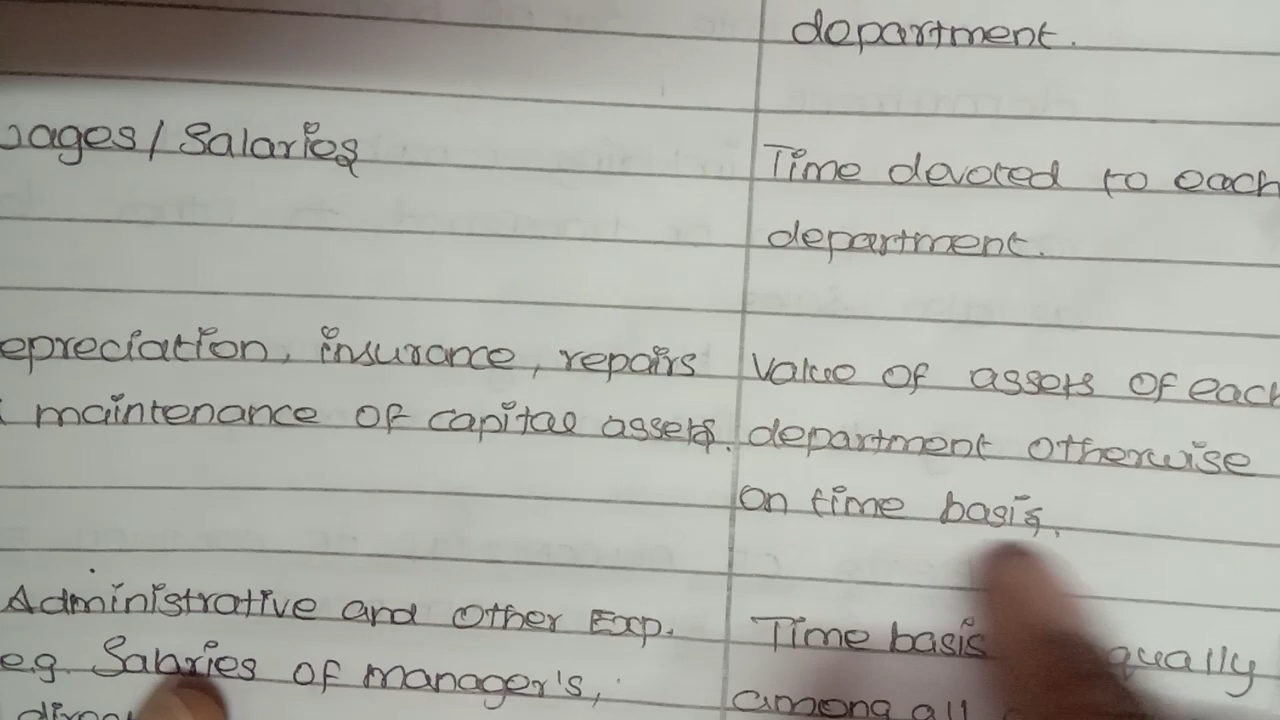 department.
ages/Salaries
Time devoted to each
department.
epreciation, insurance, repairs
maintenance of capital assets.
Value of assets of each
department otherwise
on time basis.
Administrative and other Exp.
e.g. Salaries of manager's,
Time basis qually
among all